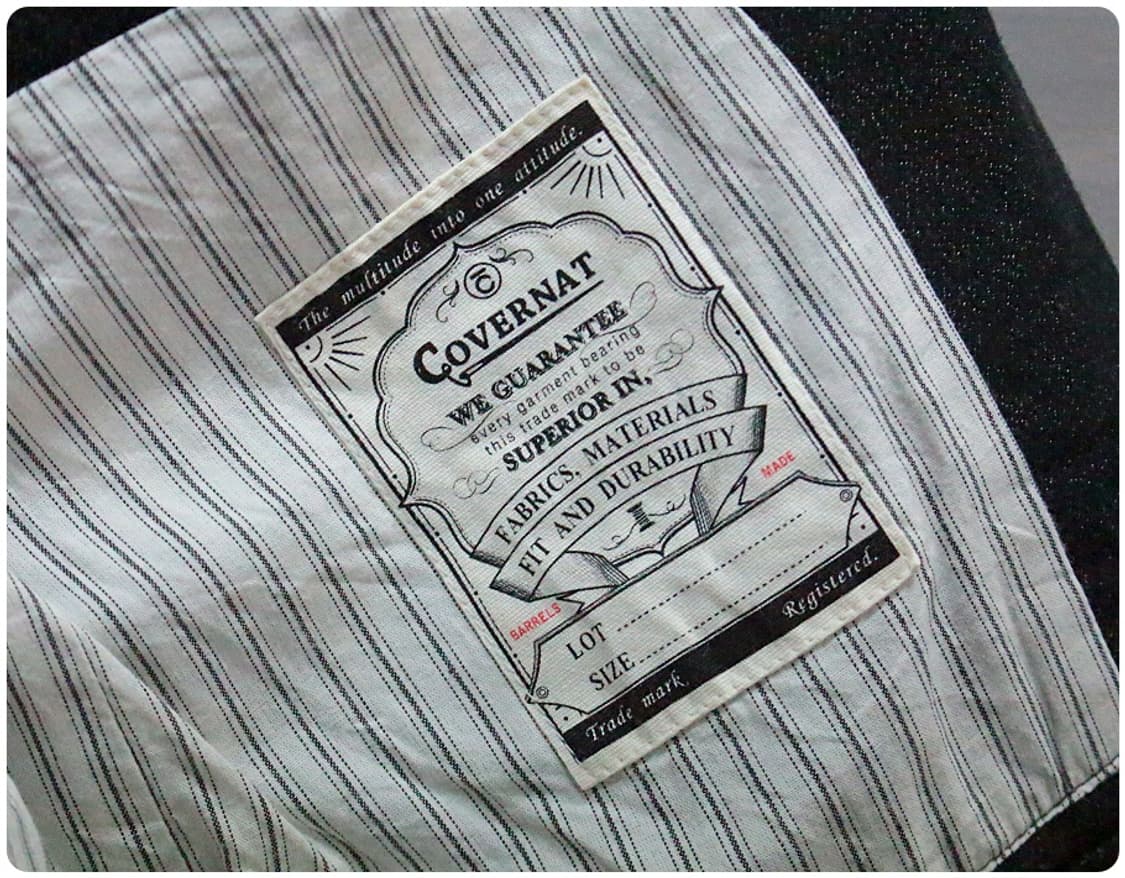 The multitude into one attitude.
C
COVERNAT
WE GUARANTEE
every garment bearing
this trade mark to be
SUPERIOR IN,
FABRICS, MATERIALS
FIT AND DURABILITY
BARRELS MADE
LOT
SIZE
Trade mark. Registered.